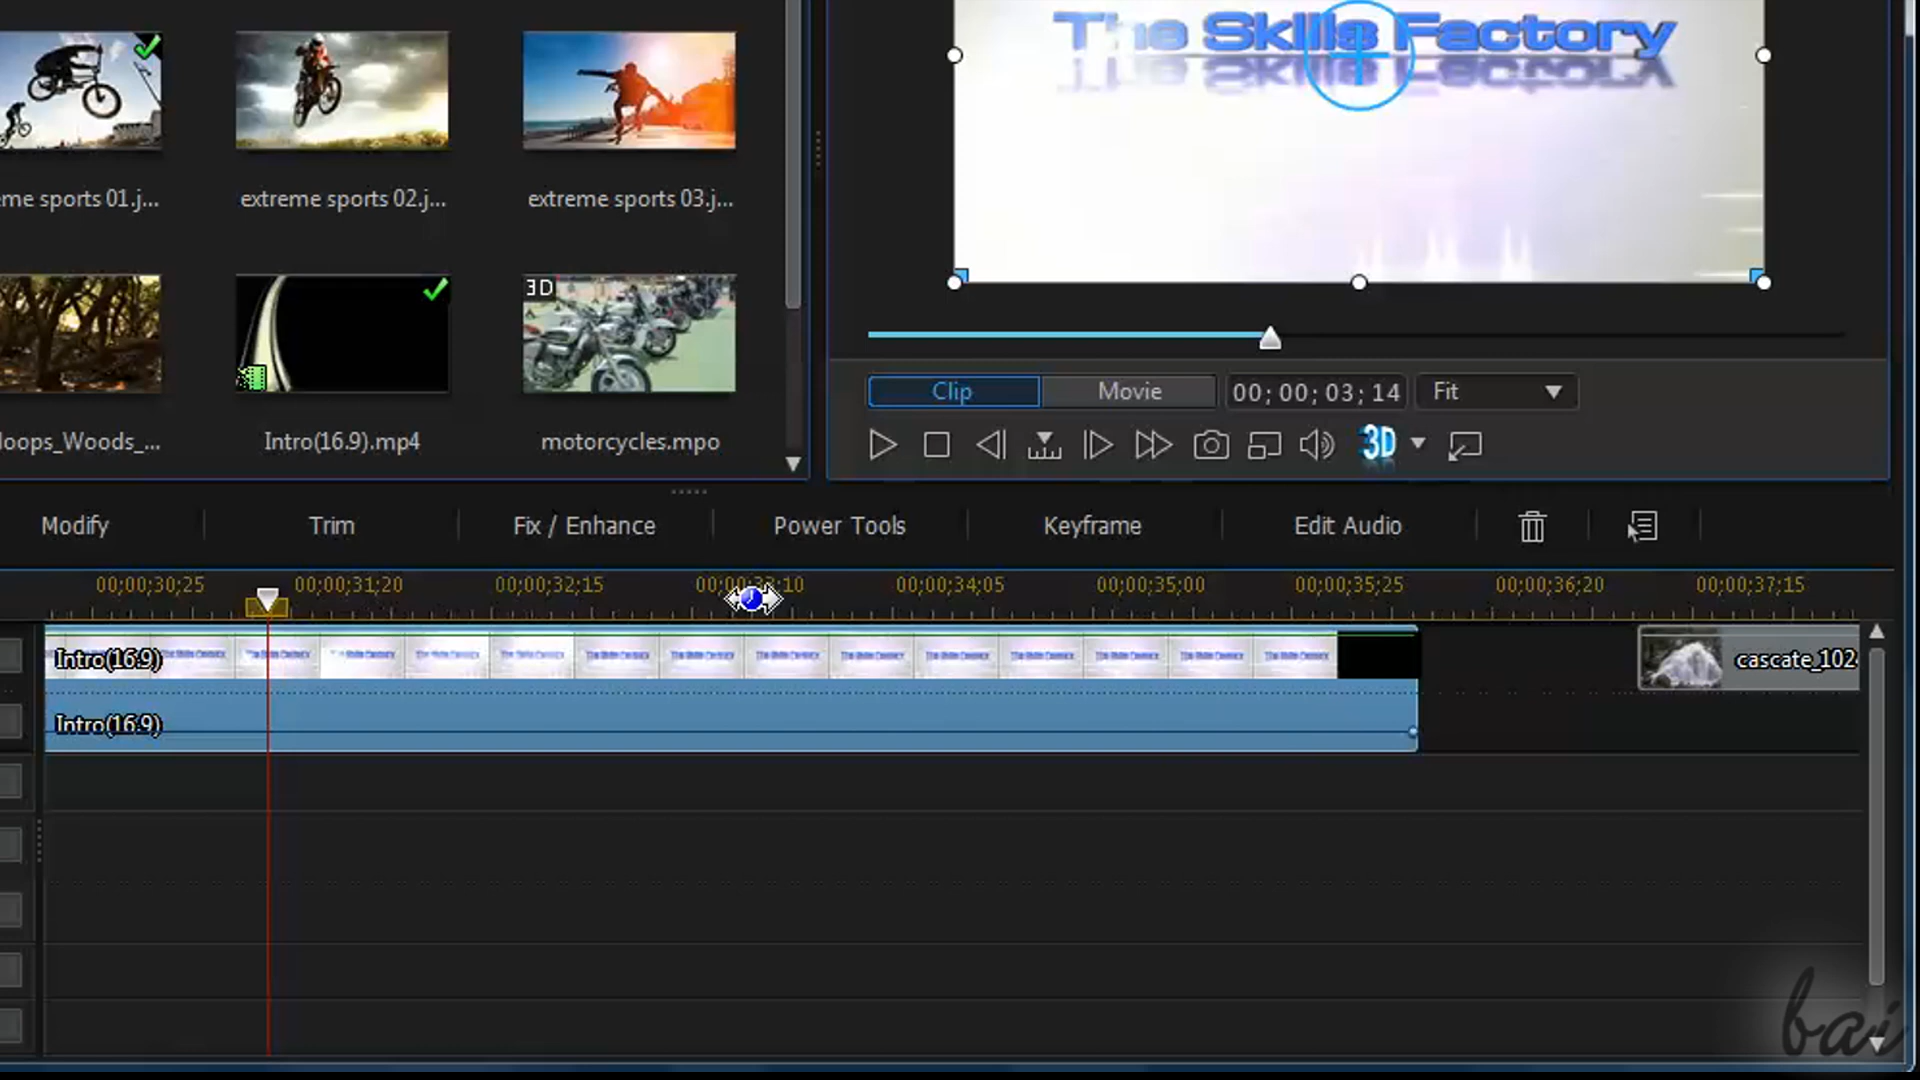 The Skills Factory
me sports 01.j...
extreme sports 02.j...
extreme sports 03.j...
3D
loops_Woods_...
Intro(16.9).mp4
motorcycles.mpo
Clip
Movie
00; 00; 03; 14
Fit
3D
Modify
Trim
Fix / Enhance
Power Tools
Keyframe
Edit Audio
00;00;30;25
00;00;31;20
00;00;32;15
00;00;33;10
00;00;34;05
00;00;35;00
00;00;35;25
00;00;36;20
00;00;37;15
Intro(16.9)
cascate_102
Intro(16.9)
bai